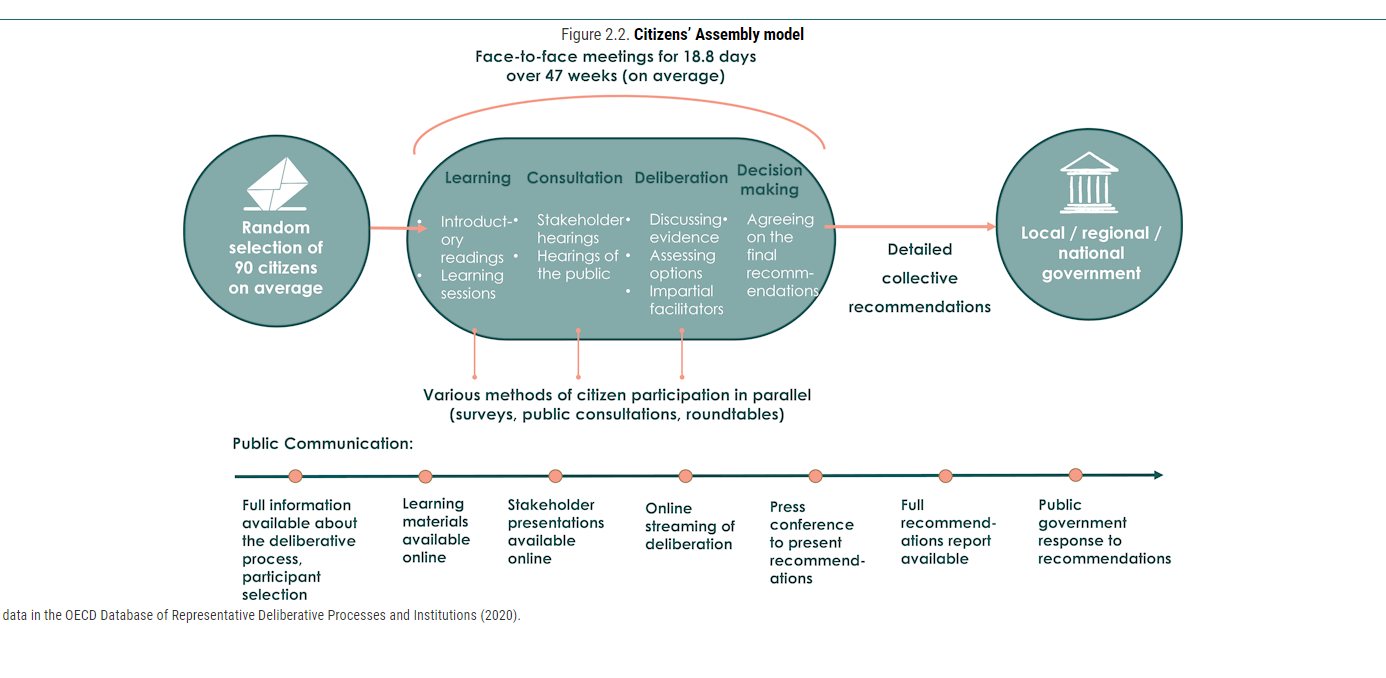 Figure 2.2. Citizens’ Assembly model
Face-to-face meetings for 18.8 days
over 47 weeks (on average)
Random
selection of
90 citizens
on average
Learning
• Introduct-
ory
readings
• Learning
sessions
Consultation
• Stakeholder
hearings
• Hearings of
the public
Deliberation
• Discussing
evidence
• Assessing
options
• Impartial
facilitators
Decision
making
• Agreeing
on the
final
recomm-
endations
Detailed
collective
recommendations
Local / regional /
national
government
Various methods of citizen participation in parallel
(surveys, public consultations, roundtables)
Public Communication:
Full information
available about
the deliberative
process,
participant
selection
Learning
materials
available
online
Stakeholder
presentations
available
online
Online
streaming of
deliberation
Press
conference
to present
recommend-
ations
Full
recommend-
ations report
available
Public
government
response to
recommendations
data in the OECD Database of Representative Deliberative Processes and Institutions (2020).